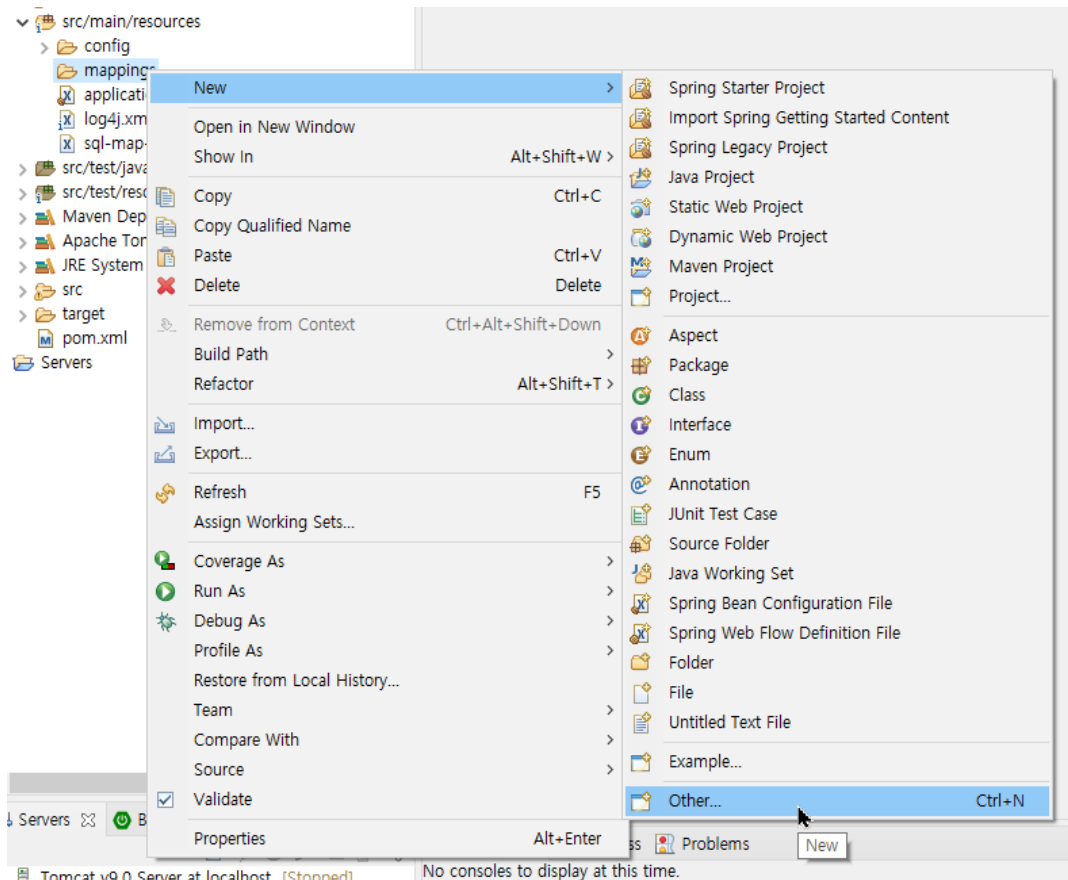 src/main/resources
config
mappings
New
Open in New Window
Show In Alt+Shift+W
Copy Ctrl+C
Copy Qualified Name
Paste Ctrl+V
Delete Delete
Remove from Context Ctrl+Alt+Shift+Down
Build Path
Refactor Alt+Shift+T
Import...
Export...
Refresh F5
Assign Working Sets...
Coverage As
Run As
Debug As
Profile As
Restore from Local History...
Team
Compare With
Source
Validate
Properties Alt+Enter
Spring Starter Project
Import Spring Getting Started Content
Spring Legacy Project
Java Project
Static Web Project
Dynamic Web Project
Maven Project
Project...
Aspect
Package
Class
Interface
Enum
Annotation
JUnit Test Case
Source Folder
Java Working Set
Spring Bean Configuration File
Spring Web Flow Definition File
Folder
File
Untitled Text File
Example...
Other... Ctrl+N
New
applicati
log4j.xm
sql-map-
src/test/java
src/test/reso
Maven Dep
Apache Tom
JRE System
src
target
pom.xml
Servers
Servers B
ss Problems
Tomcat v9.0 Server at localhost [Stopped]
No consoles to display at this time.